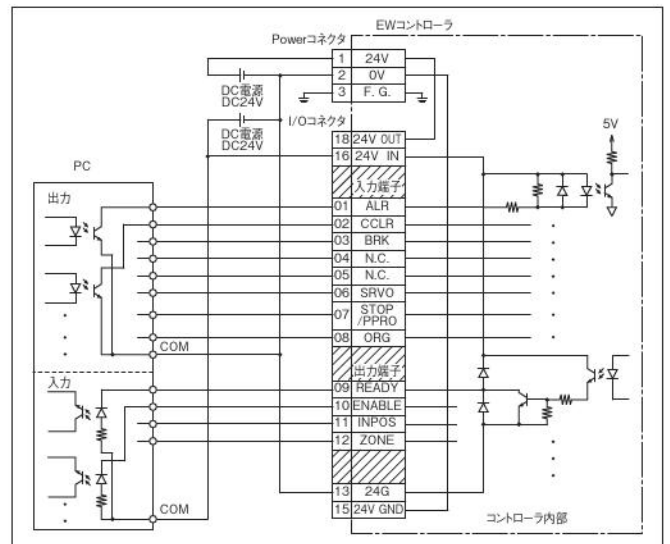 EWコントローラ
Powerコネクタ
1 24V
2 0V
3 F. G.
DC電源
DC24V
I/Oコネクタ
DC電源
DC24V
18 24V OUT
16 24V IN
5V
PC
入力端子
出力
01 ALR
02 CCLR
03 BRK
04 N.C.
05 N.C.
06 SRVO
07 STOP
/PPRO
08 ORG
COM
出力端子
入力
09 READY
10 ENABLE
11 INPOS
12 ZONE
13 24G
COM
15 24V GND
コントローラ内部